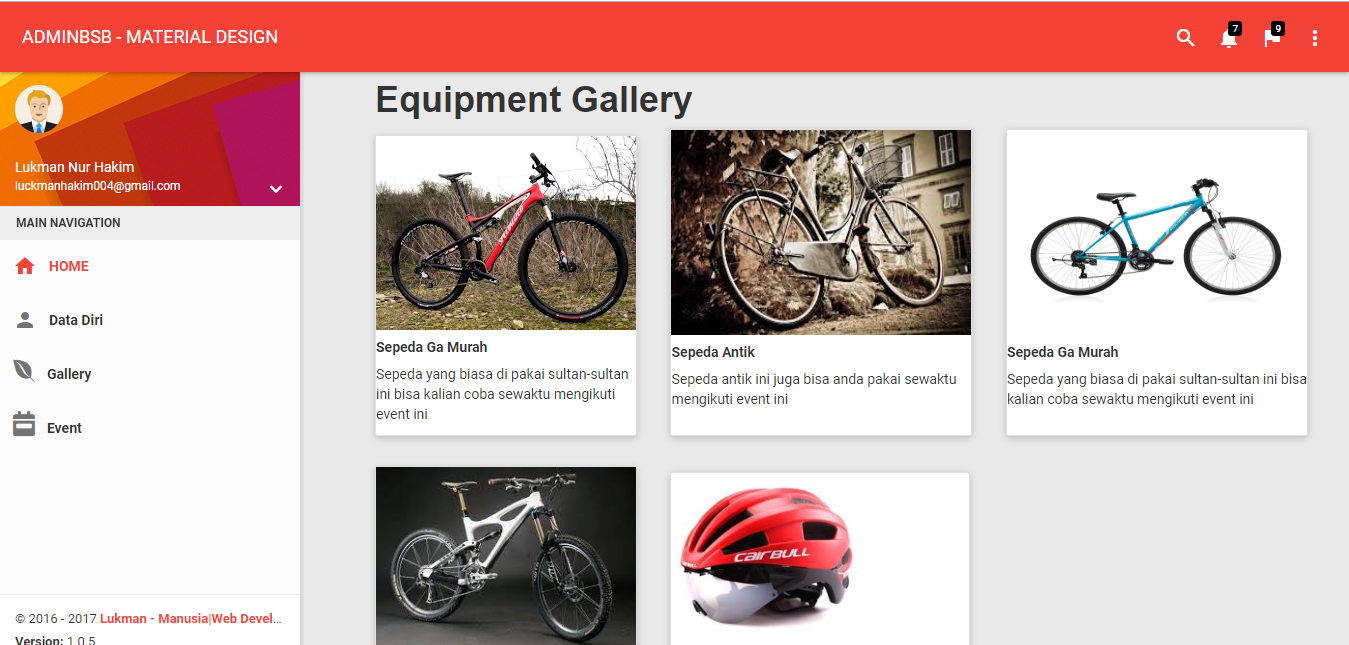 ADMINBSB - MATERIAL DESIGN
7
9
Lukman Nur Hakim
luckmanhakim004@gmail.com
MAIN NAVIGATION
HOME
Data Diri
Gallery
Event
© 2016 - 2017 Lukman - Manusia|Web Devel...
Version: 1.0.5
Equipment Gallery
Sepeda Ga Murah
Sepeda yang biasa di pakai sultan-sultan
ini bisa kalian coba sewaktu mengikuti
event ini
Sepeda Antik
Sepeda antik ini juga bisa anda pakai sewaktu
mengikuti event ini
Sepeda Ga Murah
Sepeda yang biasa di pakai sultan-sultan ini bisa
kalian coba sewaktu mengikuti event ini
CAIRBULL